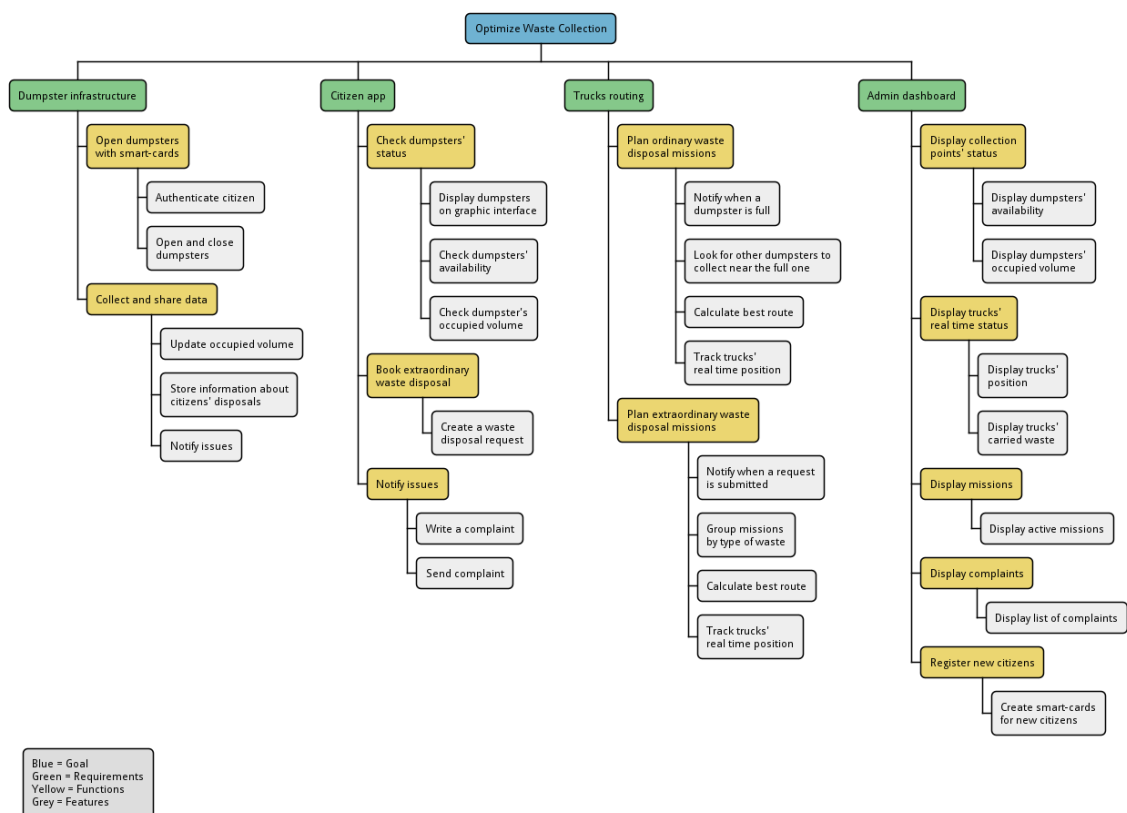 Optimize Waste Collection
Dumpster infrastructure
Open dumpsters
with smart-cards
Authenticate citizen
Open and close
dumpsters
Collect and share data
Update occupied volume
Store information about
citizens' disposals
Notify issues
Citizen app
Check dumpsters'
status
Display dumpsters
on graphic interface
Check dumpsters'
availability
Check dumpster's
occupied volume
Book extraordinary
waste disposal
Create a waste
disposal request
Notify issues
Write a complaint
Send complaint
Trucks routing
Plan ordinary waste
disposal missions
Notify when a
dumpster is full
Look for other dumpsters to
collect near the full one
Calculate best route
Track trucks'
real time position
Plan extraordinary waste
disposal missions
Notify when a request
is submitted
Group missions
by type of waste
Calculate best route
Track trucks'
real time position
Admin dashboard
Display collection
points' status
Display dumpsters'
availability
Display dumpsters'
occupied volume
Display trucks'
real time status
Display trucks'
position
Display trucks'
carried waste
Display missions
Display active missions
Display complaints
Display list of complaints
Register new citizens
Create smart-cards
for new citizens
Blue = Goal
Green = Requirements
Yellow = Functions
Grey = Features